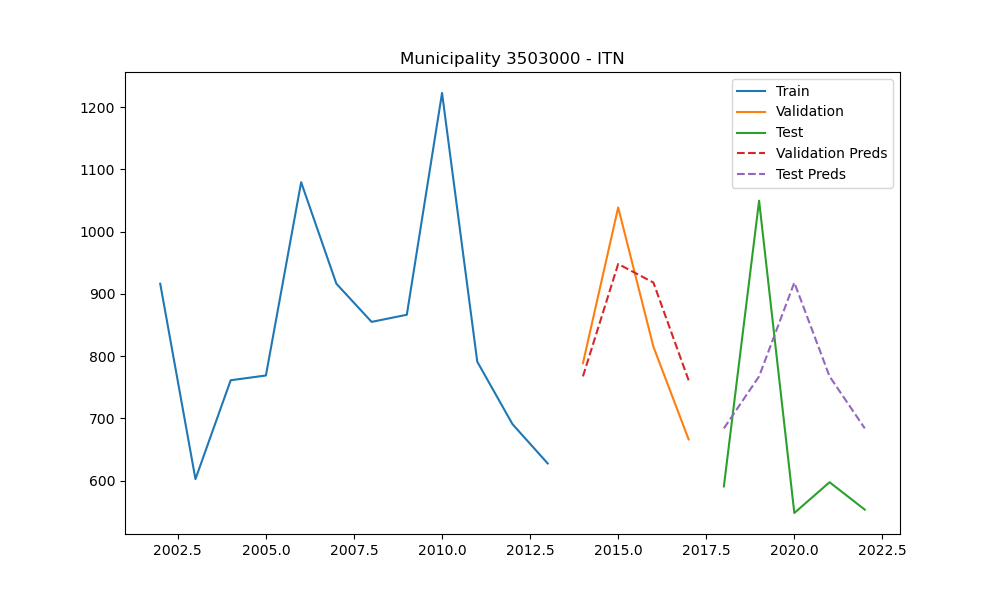 Municipality 3503000 - ITN
Train
Validation
Test
Validation Preds
Test Preds
1200
1100
1000
900
800
700
600
2002.5 2005.0 2007.5 2010.0 2012.5 2015.0 2017.5 2020.0 2022.5